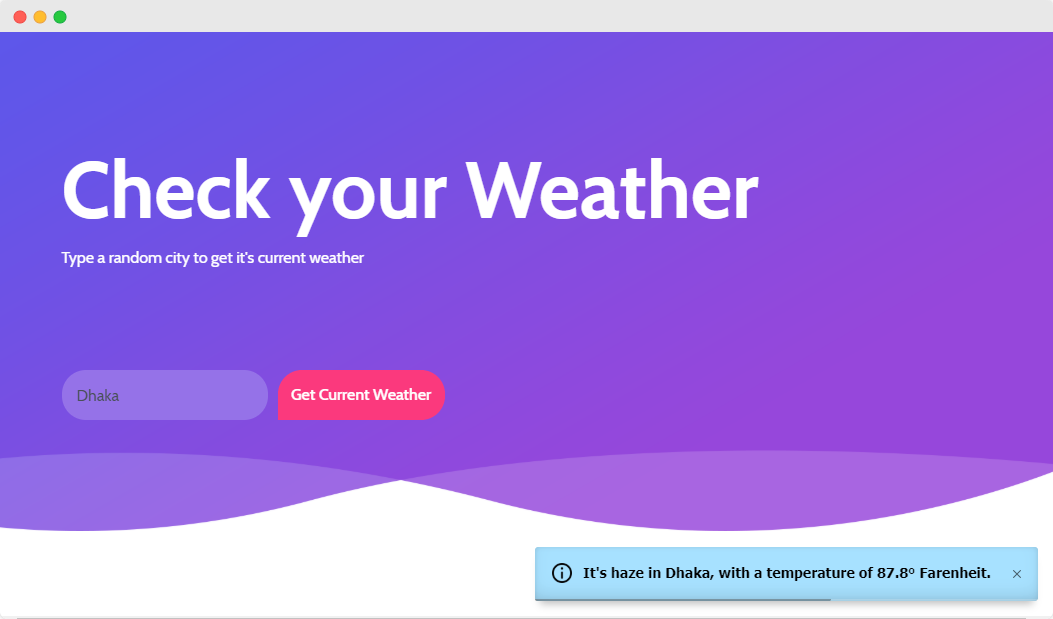 Check your Weather
Type a random city to get it's current weather
Dhaka
Get Current Weather
It's haze in Dhaka, with a temperature of 87.8º Farenheit.